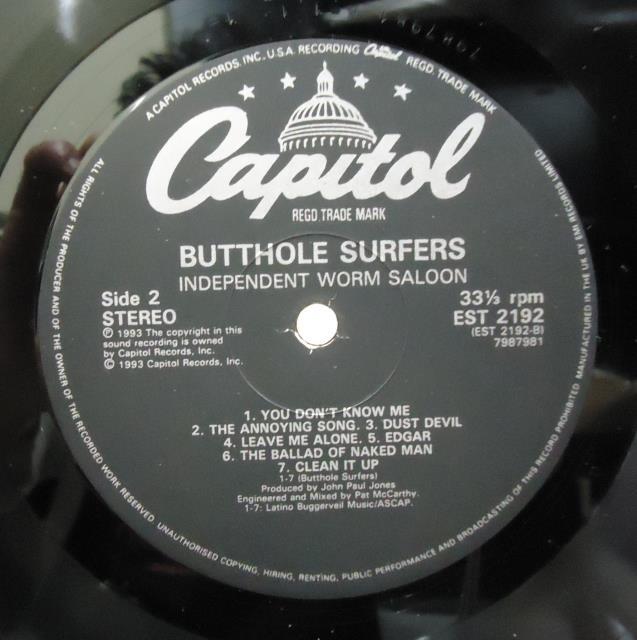 A CAPITOL RECORDS, INC., U.S.A. RECORDING Capitol REGD. TRADE MARK
Capitol
REGD. TRADE MARK
BUTTHOLE SURFERS
INDEPENDENT WORM SALOON
Side 2
STEREO
℗ 1993 The copyright in this
sound recording is owned
by Capitol Records, Inc.
© 1993 Capitol Records, Inc.
33⅓ rpm
EST 2192
(EST 2192-B)
7987981
1. YOU DON'T KNOW ME
2. THE ANNOYING SONG. 3. DUST DEVIL
4. LEAVE ME ALONE. 5. EDGAR
6. THE BALLAD OF NAKED MAN
7. CLEAN IT UP
1-7 (Butthole Surfers)
Produced by John Paul Jones
Engineered and Mixed by Pat McCarthy.
1-7: Latino Buggerveil Music/ASCAP.
ALL RIGHTS OF THE PRODUCER AND OF THE OWNER OF THE RECORDED WORK RESERVED. UNAUTHORISED COPYING, HIRING, RENTING, PUBLIC PERFORMANCE AND BROADCASTING OF THIS RECORD PROHIBITED. MANUFACTURED IN THE UK BY EMI RECORDS LIMITED